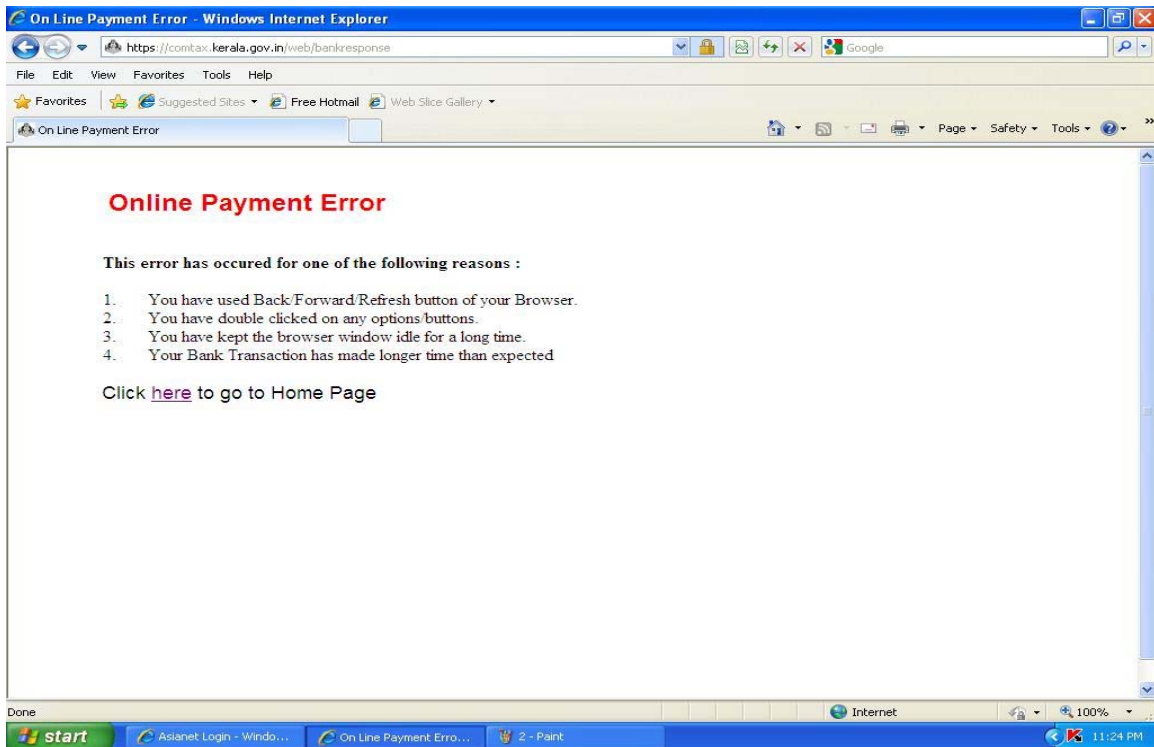 On Line Payment Error - Windows Internet Explorer
https://comtax.kerala.gov.in/web/bankresponse
Google
File Edit View Favorites Tools Help
Favorites Suggested Sites Free Hotmail Web Slice Gallery
On Line Payment Error
Page Safety Tools
Online Payment Error
This error has occured for one of the following reasons :
1. You have used Back/Forward/Refresh button of your Browser.
2. You have double clicked on any options/buttons.
3. You have kept the browser window idle for a long time.
4. Your Bank Transaction has made longer time than expected
Click here to go to Home Page
Done Internet 100%
start Asianet Login - Windo... On Line Payment Erro... 2 - Paint 11:24 PM